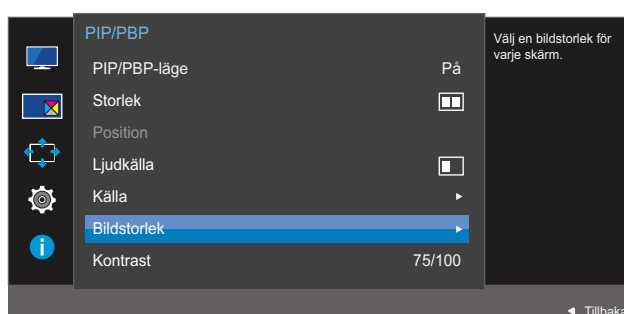 PIP/PBP
PIP/PBP-läge På
Storlek
Position
Ljudkälla
Källa
Bildstorlek
Kontrast 75/100
Välj en bildstorlek för
varje skärm.
Tillbaka